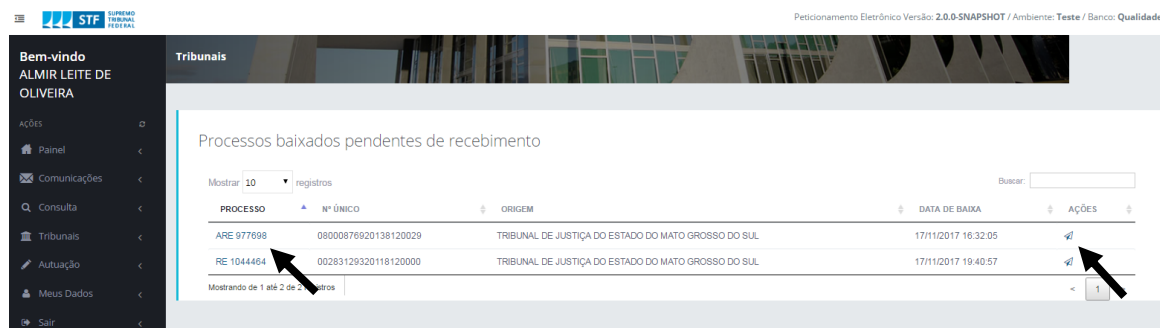 STF SUPREMO TRIBUNAL FEDERAL
Peticionamento Eletrônico Versão: 2.0.0-SNAPSHOT / Ambiente: Teste / Banco: Qualidade
Bem-vindo
ALMIR LEITE DE
OLIVEIRA
AÇÕES
Painel
Comunicações
Consulta
Tribunais
Autuação
Meus Dados
Sair
Tribunais
Processos baixados pendentes de recebimento
Mostrar 10 registros
Buscar:
PROCESSO Nº ÚNICO ORIGEM DATA DE BAIXA AÇÕES
ARE 977698 08000876920138120029 TRIBUNAL DE JUSTIÇA DO ESTADO DO MATO GROSSO DO SUL 17/11/2017 16:32:05
RE 1044464 00283129320118120000 TRIBUNAL DE JUSTIÇA DO ESTADO DO MATO GROSSO DO SUL 17/11/2017 19:40:57
Mostrando de 1 até 2 de 2 registros
< 1